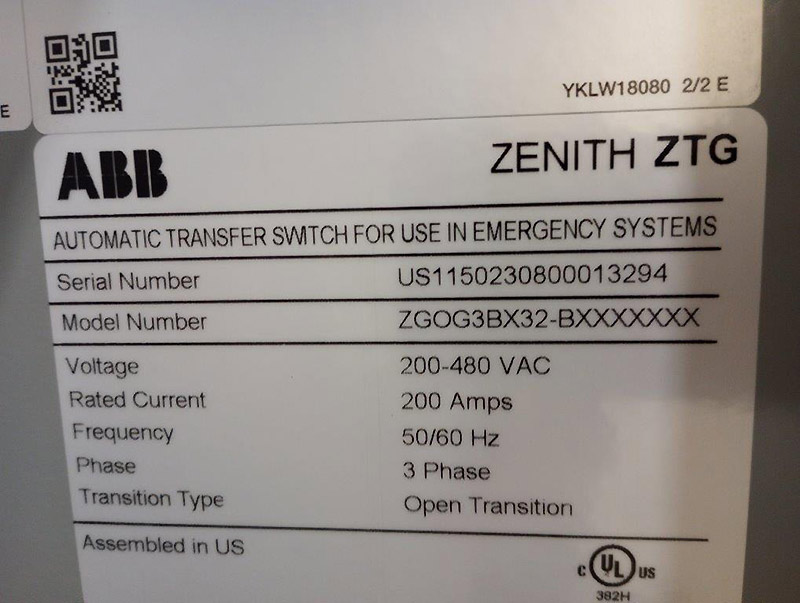 E
YKLW18080 2/2 E
ABB
ZENITH ZTG
AUTOMATIC TRANSFER SWITCH FOR USE IN EMERGENCY SYSTEMS
Serial Number US1150230800013294
Model Number ZGOG3BX32-BXXXXXXX
Voltage 200-480 VAC
Rated Current 200 Amps
Frequency 50/60 Hz
Phase 3 Phase
Transition Type Open Transition
Assembled in US
C UL US
382H